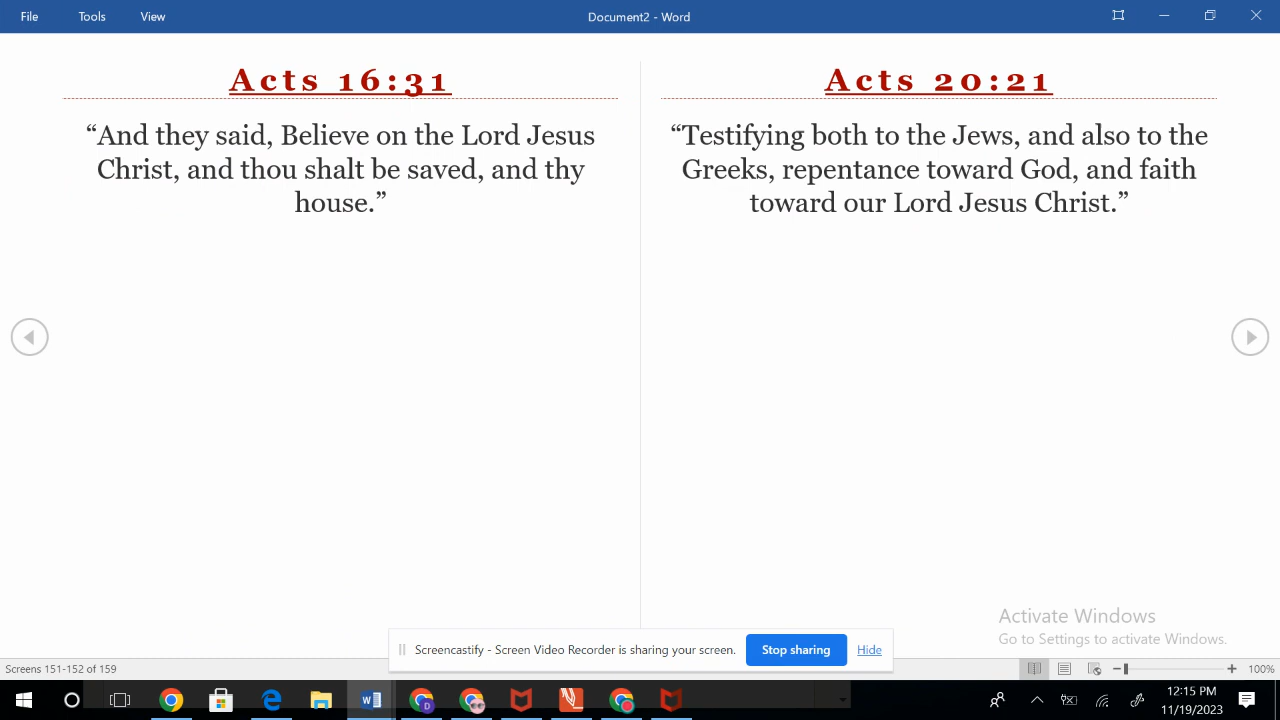 File Tools View Document2 - Word
Acts 16:31
“And they said, Believe on the Lord Jesus
Christ, and thou shalt be saved, and thy
house.”
Acts 20:21
“Testifying both to the Jews, and also to the
Greeks, repentance toward God, and faith
toward our Lord Jesus Christ.”
Activate Windows
Go to Settings to activate Windows.
Screencastify - Screen Video Recorder is sharing your screen. Stop sharing Hide
Screens 151-152 of 159 100%
12:15 PM
11/19/2023